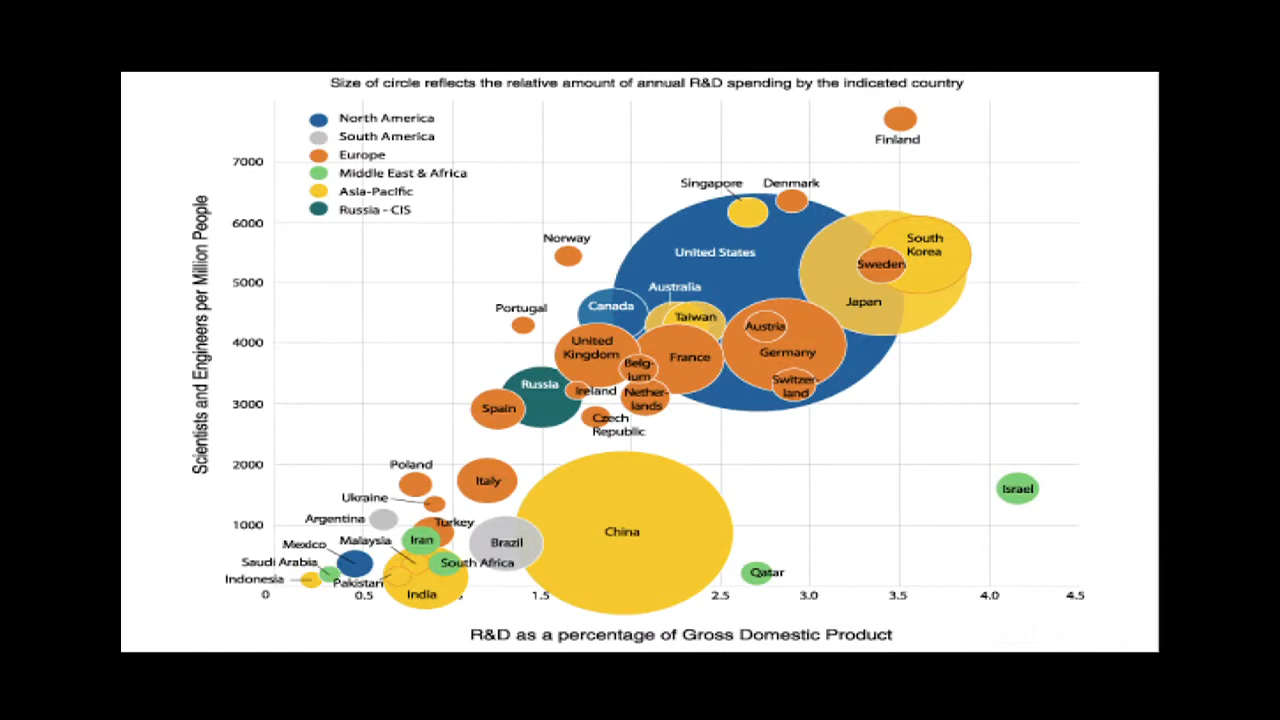 Size of circle reflects the relative amount of annual R&D spending by the indicated country
North America
South America
Europe
Middle East & Africa
Asia-Pacific
Russia - CIS
Scientists and Engineers per Million People
7000
6000
5000
4000
3000
2000
1000
0
0.5
1.5
2.5
3.0
3.5
4.0
4.5
R&D as a percentage of Gross Domestic Product
Finland
Singapore
Denmark
Norway
United States
South
Korea
Sweden
Japan
Australia
Canada
Taiwan
Portugal
Austria
United
Kingdom
France
Germany
Belg-
ium
Switzer-
land
Russia
Ireland
Nether-
lands
Spain
Czech
Republic
Poland
Italy
Israel
Ukraine
Argentina
Turkey
China
Iran
Brazil
Malaysia
Mexico
Saudi Arabia
South Africa
Qatar
Indonesia
Pakistan
India